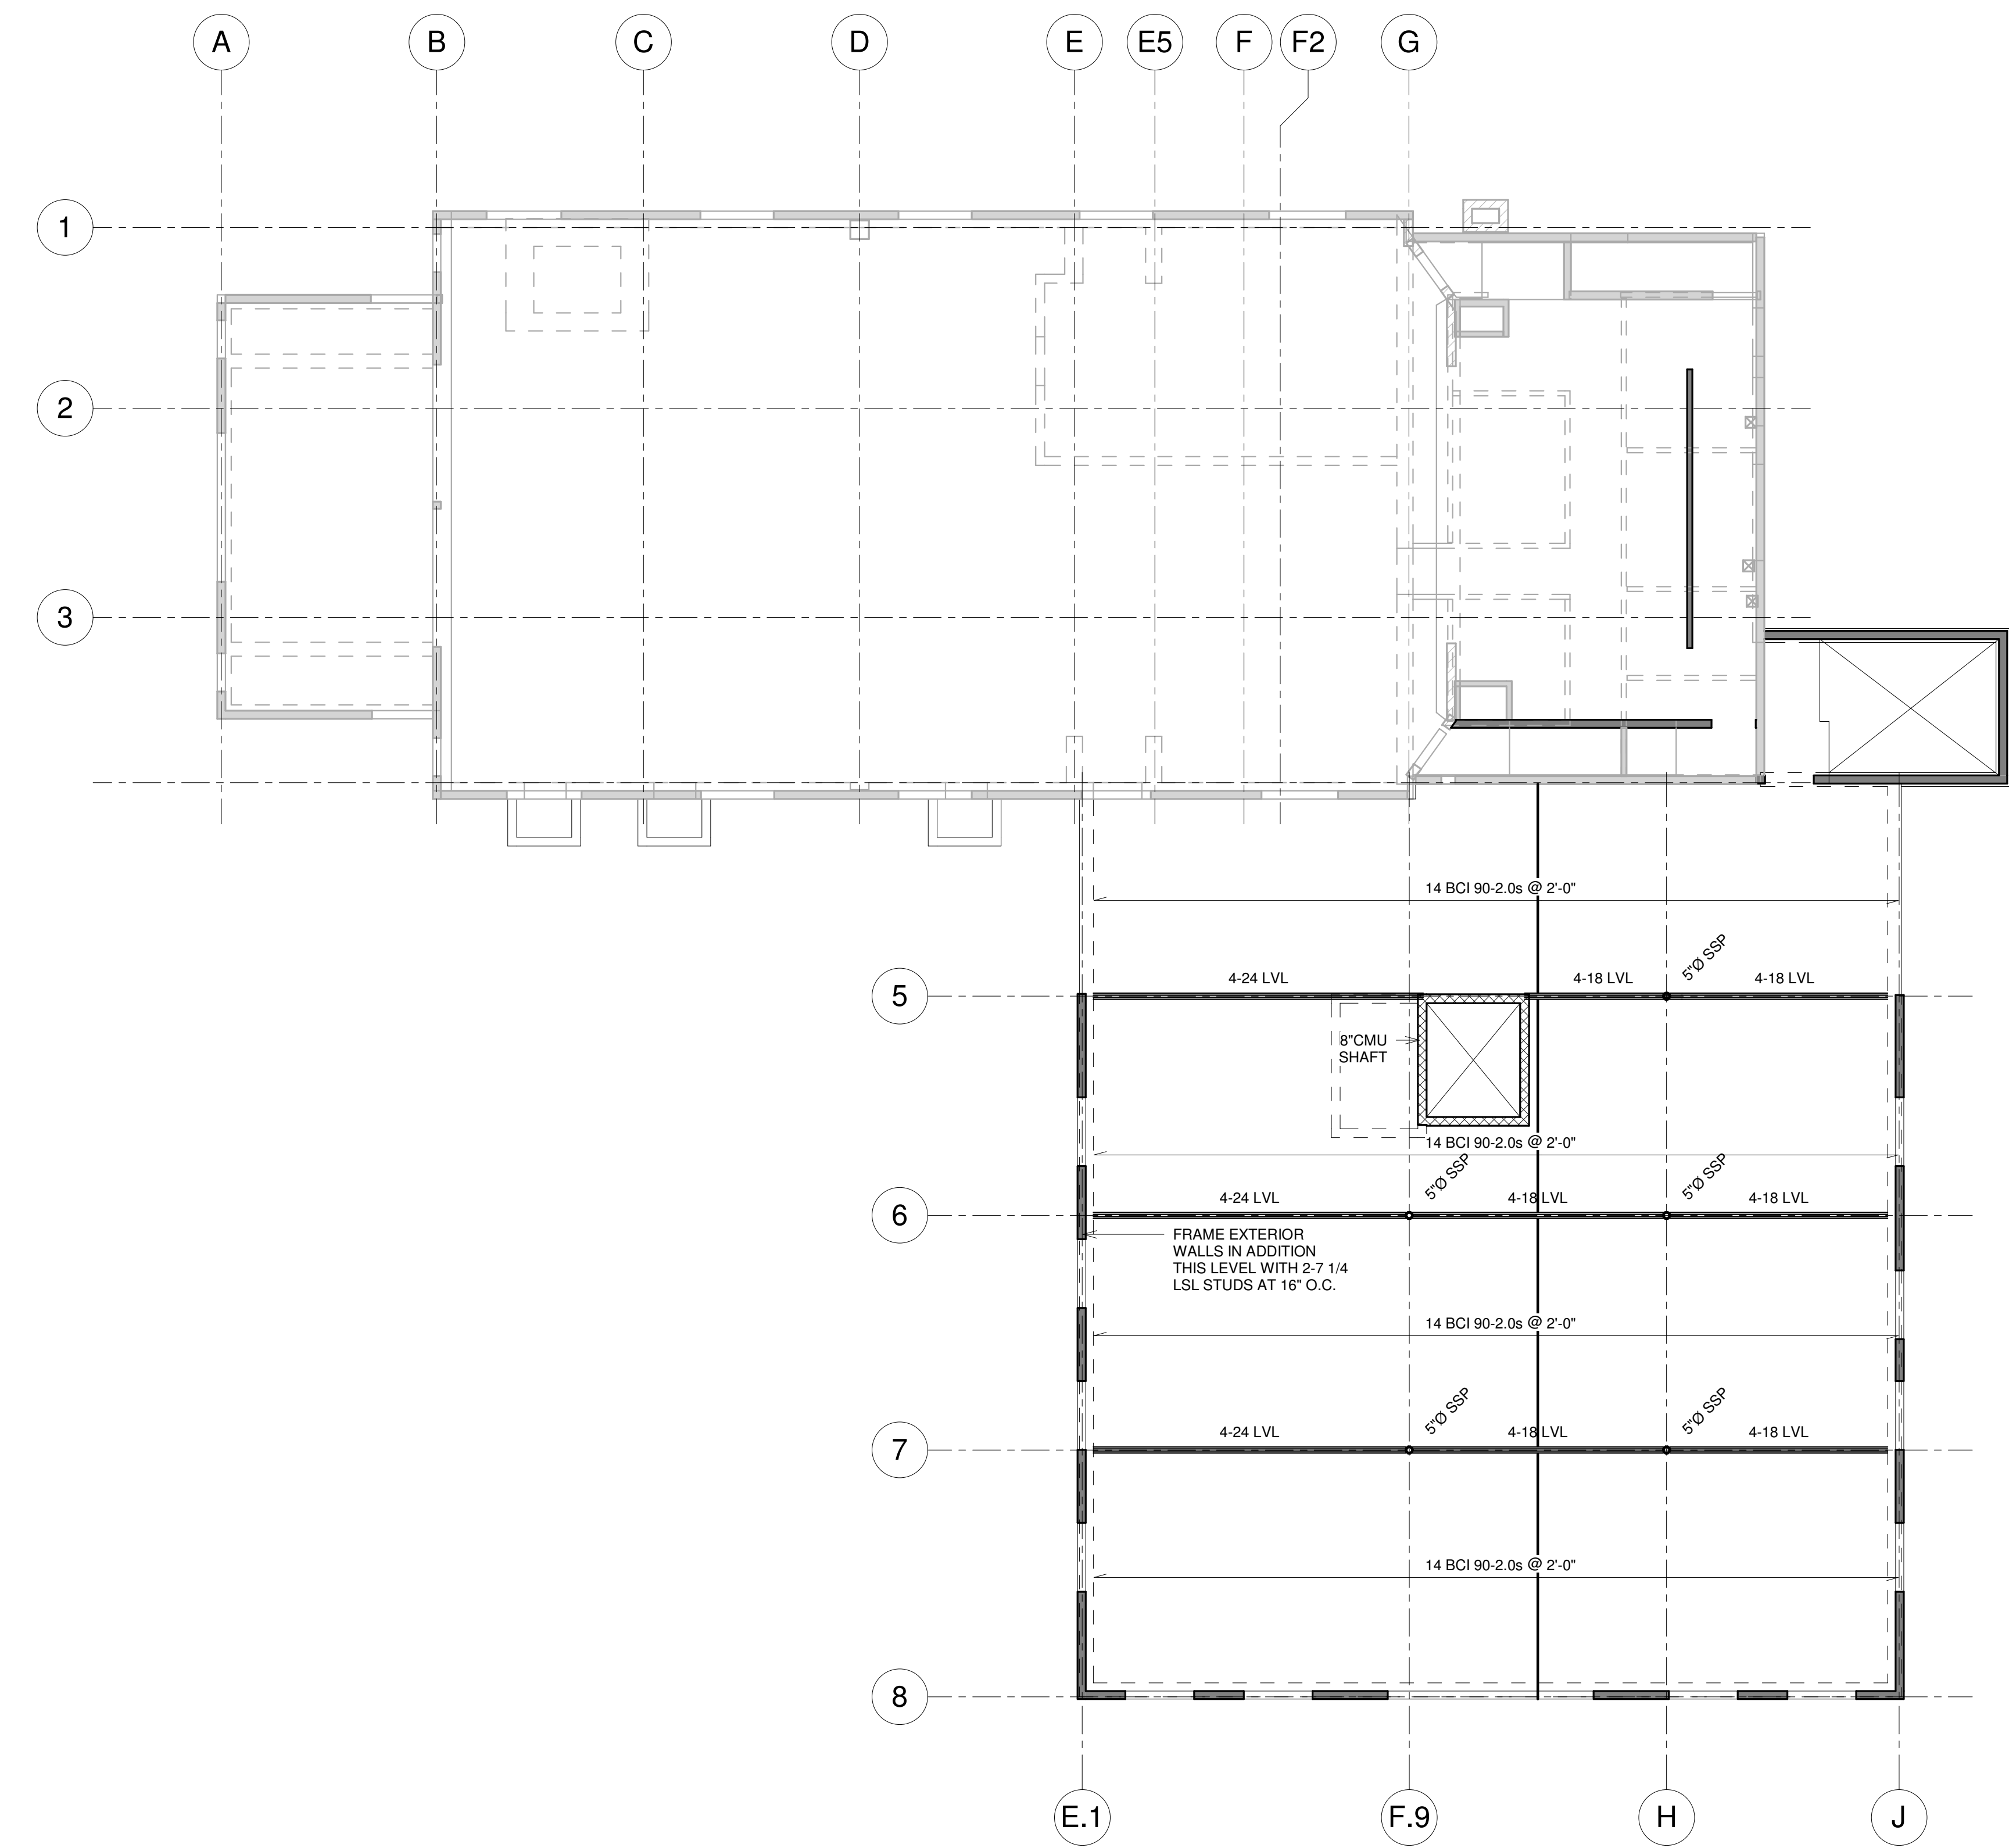 A
B
C
D
E
E5
F
F2
G
1
2
3
14 BCI 90-2.0s @ 2'-0"
5"Ø SSP
4-24 LVL
4-18 LVL
4-18 LVL
5
8"CMU
SHAFT
14 BCI 90-2.0s @ 2'-0"
5"Ø SSP
5"Ø SSP
4-24 LVL
4-18 LVL
4-18 LVL
6
FRAME EXTERIOR
WALLS IN ADDITION
THIS LEVEL WITH 2-7 1/4
LSL STUDS AT 16" O.C.
14 BCI 90-2.0s @ 2'-0"
5"Ø SSP
5"Ø SSP
4-24 LVL
4-18 LVL
4-18 LVL
7
14 BCI 90-2.0s @ 2'-0"
8
E.1
F.9
H
J